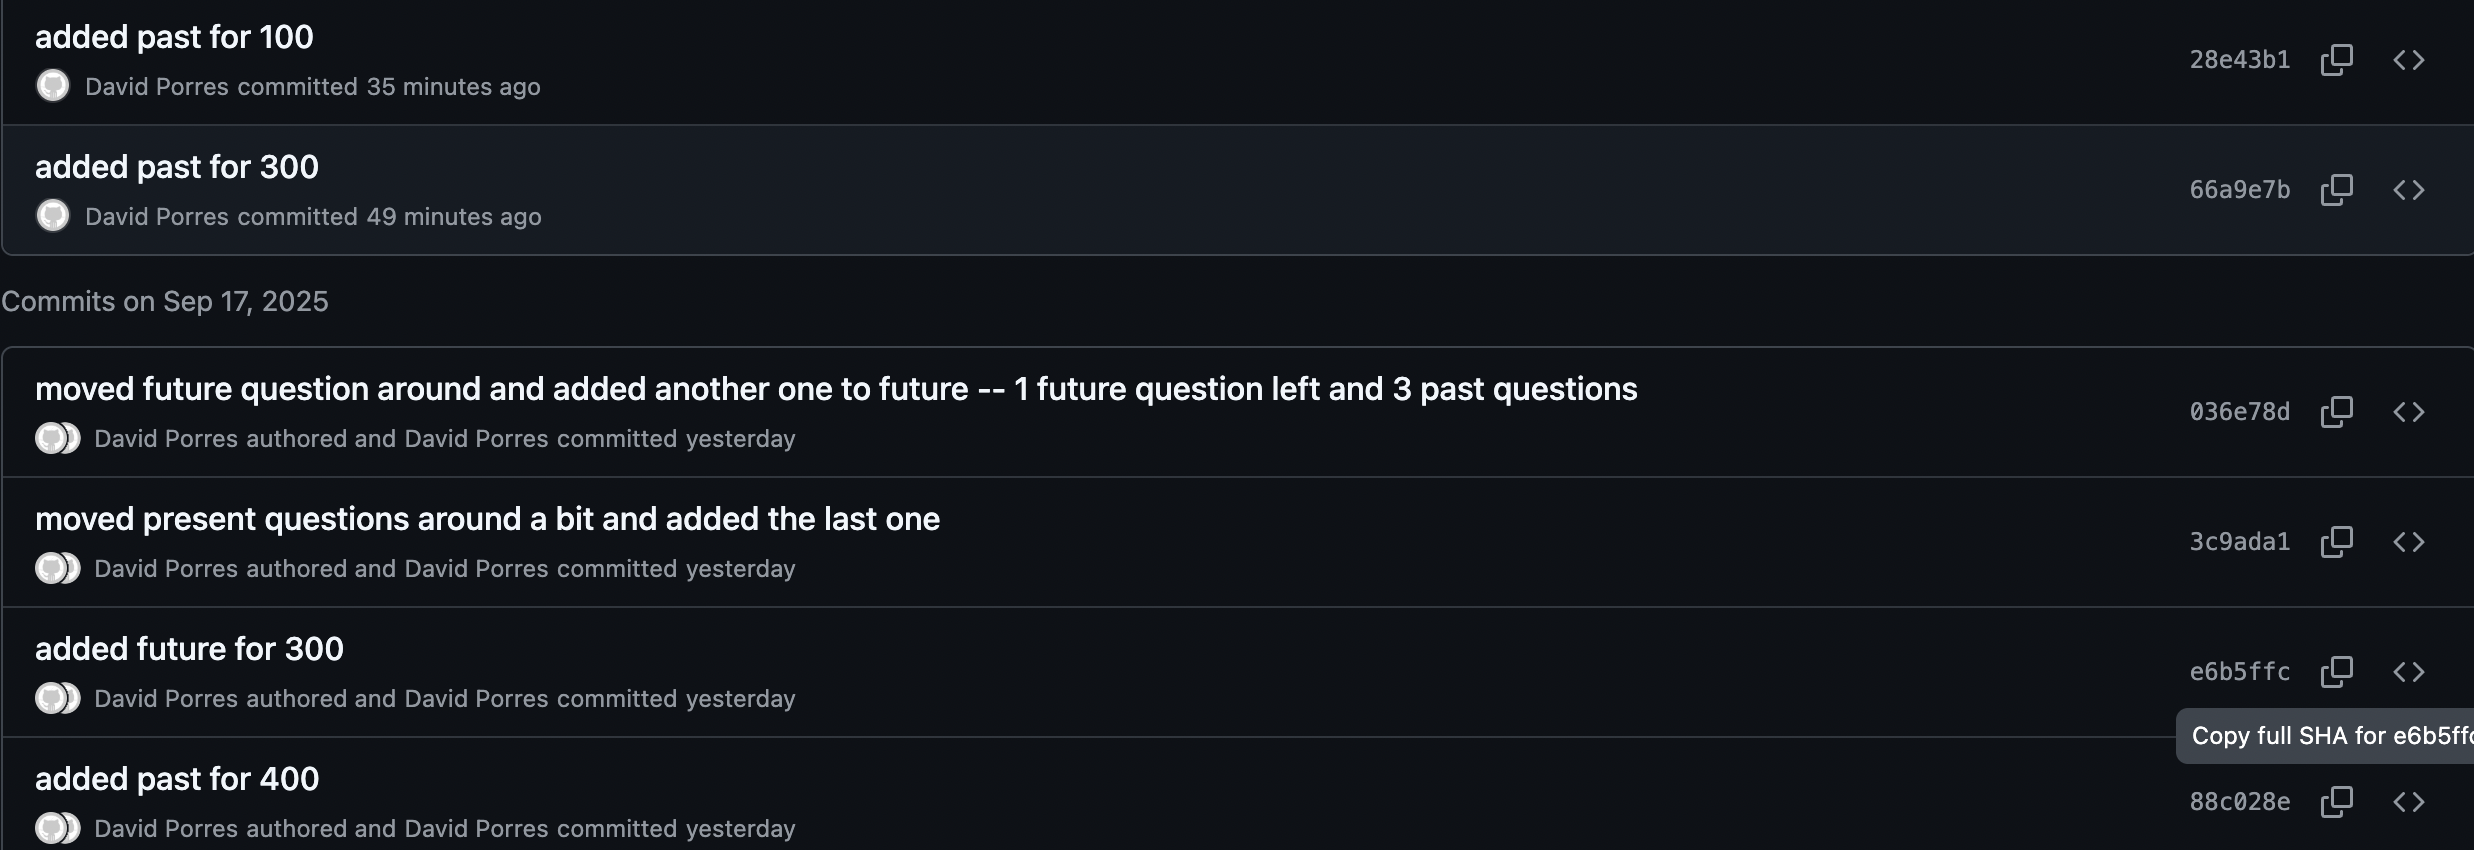 added past for 100
28e43b1
David Porres committed 35 minutes ago
added past for 300
66a9e7b
David Porres committed 49 minutes ago
Commits on Sep 17, 2025
moved future question around and added another one to future -- 1 future question left and 3 past questions
036e78d
David Porres authored and David Porres committed yesterday
moved present questions around a bit and added the last one
3c9ada1
David Porres authored and David Porres committed yesterday
added future for 300
e6b5ffc
David Porres authored and David Porres committed yesterday
Copy full SHA for e6b5ffc
added past for 400
88c028e
David Porres authored and David Porres committed yesterday